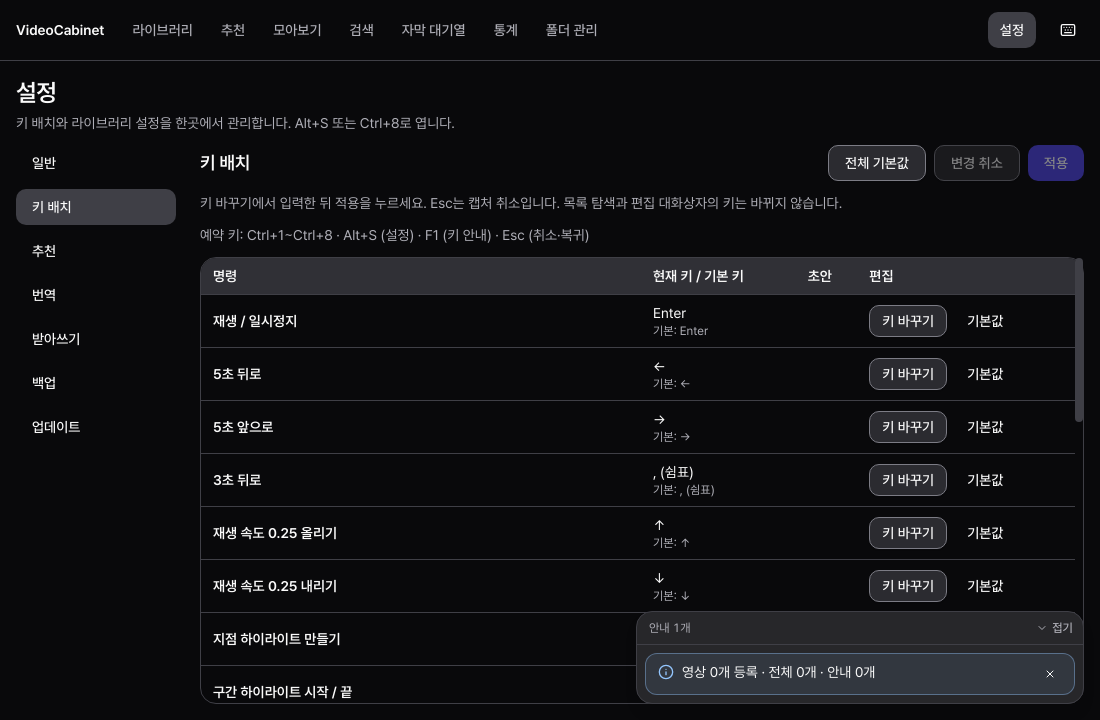 VideoCabinet 라이브러리 추천 모아보기 검색 자막 대기열 통계 폴더 관리 설정
설정
키 배치와 라이브러리 설정을 한곳에서 관리합니다. Alt+S 또는 Ctrl+8로 엽니다.
일반
키 배치
추천
번역
받아쓰기
백업
업데이트
키 배치 전체 기본값 변경 취소 적용
키 바꾸기에서 입력한 뒤 적용을 누르세요. Esc는 캡처 취소입니다. 목록 탐색과 편집 대화상자의 키는 바뀌지 않습니다.
예약 키: Ctrl+1~Ctrl+8 · Alt+S (설정) · F1 (키 안내) · Esc (취소·복귀)
명령 현재 키 / 기본 키 초안 편집
재생 / 일시정지 Enter 키 바꾸기 기본값
기본: Enter
5초 뒤로 ← 키 바꾸기 기본값
기본: ←
5초 앞으로 → 키 바꾸기 기본값
기본: →
3초 뒤로 , (쉼표) 키 바꾸기 기본값
기본: , (쉼표)
재생 속도 0.25 올리기 ↑ 키 바꾸기 기본값
기본: ↑
재생 속도 0.25 내리기 ↓ 키 바꾸기 기본값
기본: ↓
지점 하이라이트 만들기
구간 하이라이트 시작 / 끝
안내 1개 접기
영상 0개 등록 · 전체 0개 · 안내 0개